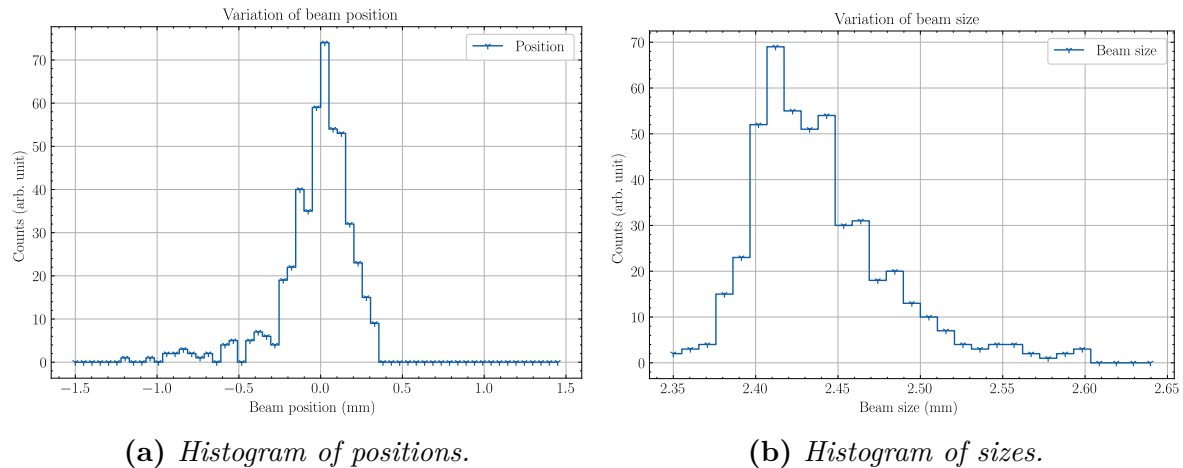 Variation of beam position
Position
Counts (arb. unit)
70
60
50
40
30
20
10
0
−1.5 −1.0 −0.5 0.0 0.5 1.0 1.5
Beam position (mm)
(a) Histogram of positions.
Variation of beam size
Beam size
Counts (arb. unit)
70
60
50
40
30
20
10
0
2.35 2.40 2.45 2.50 2.55 2.60 2.65
Beam size (mm)
(b) Histogram of sizes.